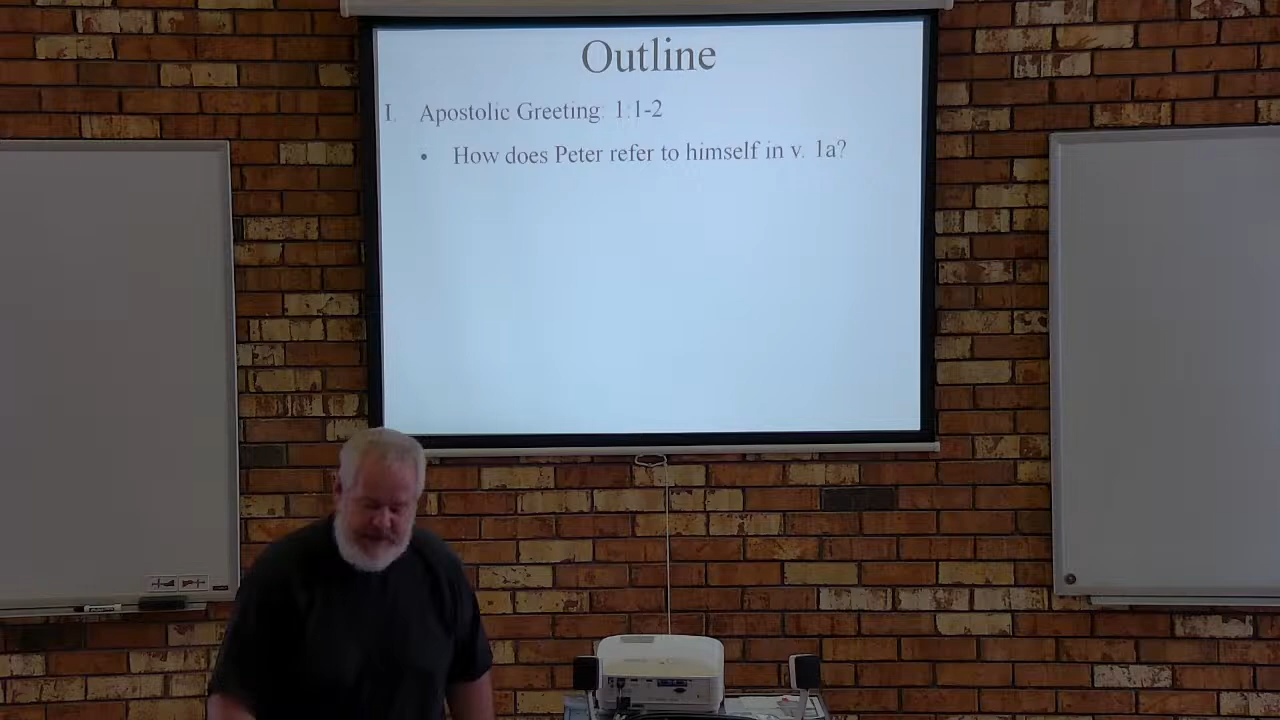 Outline
I. Apostolic Greeting: 1:1-2
• How does Peter refer to himself in v. 1a?